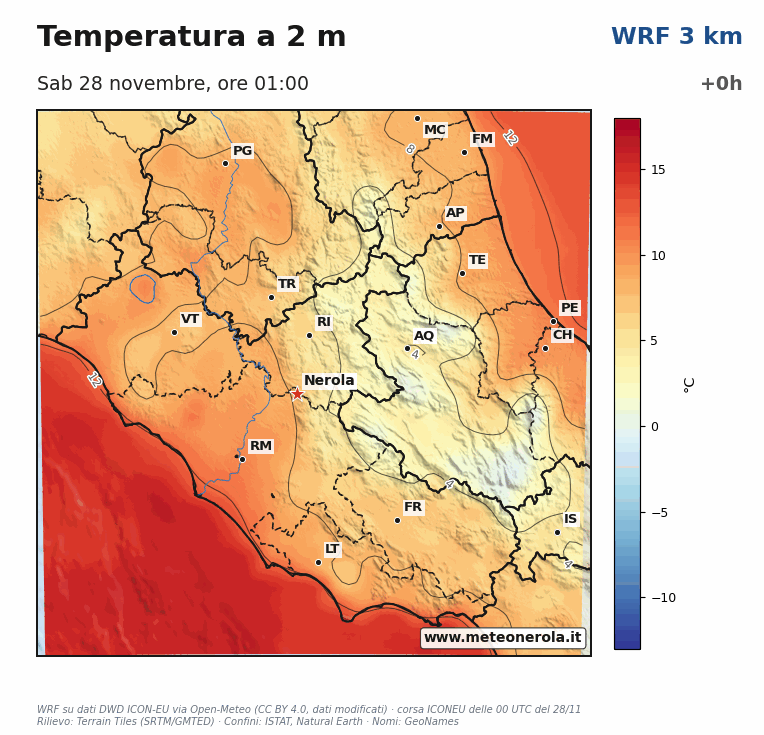 Temperatura a 2 m
WRF 3 km
Sab 28 novembre, ore 01:00
+0h
MC
FM
12
8
PG
AP
TE
TR
PE
VT
RI
AQ
CH
4
12
Nerola
RM
4
FR
IS
LT
4
www.meteonerola.it
15
10
5
0
−5
−10
°C
WRF su dati DWD ICON-EU via Open-Meteo (CC BY 4.0, dati modificati) · corsa ICONEU delle 00 UTC del 28/11
Rilievo: Terrain Tiles (SRTM/GMTED) · Confini: ISTAT, Natural Earth · Nomi: GeoNames